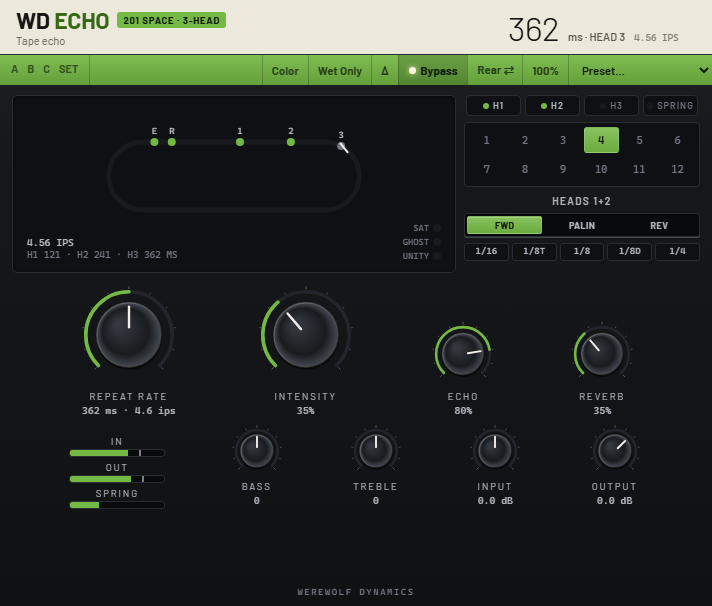 WD ECHO 201 SPACE · 3-HEAD
Tape echo
362 ms · HEAD 3 4.56 IPS
A B C SET Color Wet Only Δ Bypass Rear ⇄ 100% Preset...
H1 H2 H3 SPRING
E R 1 2 3
1 2 3 4 5 6
7 8 9 10 11 12
HEADS 1+2
FWD PALIN REV
1/16 1/8T 1/8 1/8D 1/4
SAT
GHOST
UNITY
4.56 IPS
H1 121 · H2 241 · H3 362 MS
REPEAT RATE
362 ms · 4.6 ips
INTENSITY
35%
ECHO
80%
REVERB
35%
IN
OUT
SPRING
BASS
0
TREBLE
0
INPUT
0.0 dB
OUTPUT
0.0 dB
WEREWOLF DYNAMICS